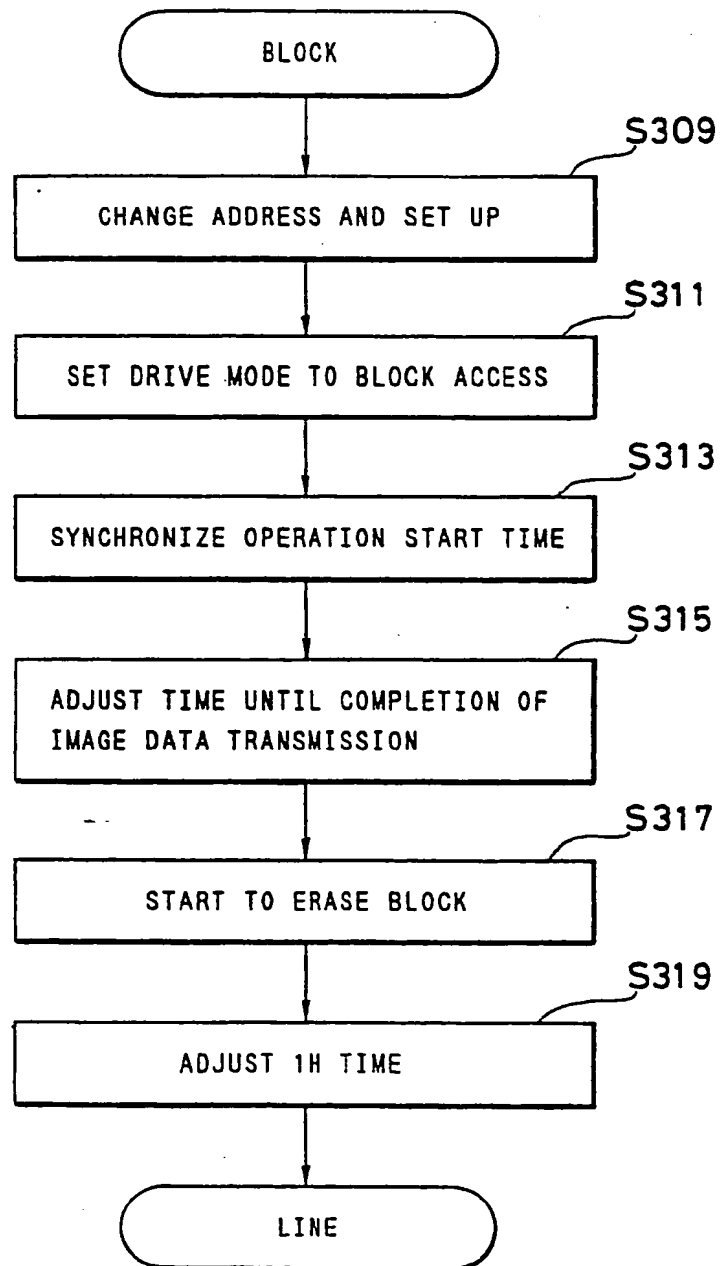 BLOCK
S309
CHANGE ADDRESS AND SET UP
S311
SET DRIVE MODE TO BLOCK ACCESS
S313
SYNCHRONIZE OPERATION START TIME
S315
ADJUST TIME UNTIL COMPLETION OF
IMAGE DATA TRANSMISSION
S317
START TO ERASE BLOCK
S319
ADJUST 1H TIME
LINE